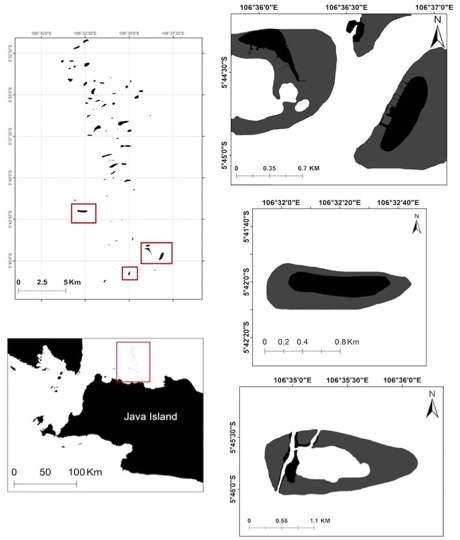 0 2.5 5 Km
Java Island
0 50 100 Km
106°36'0"E 106°36'30"E 107°0'0"E
N
5°44'30"S
5°45'0"S
0 0.35 0.7 KM
106°32'0"E 106°32'20"E 106°32'40"E
N
5°41'40"S
5°42'0"S
5°42'20"S
0 0.2 0.4 0.8 KM
106°35'0"E 106°35'30"E 106°36'0"E
N
5°45'30"S
5°46'0"S
0 0.55 1.1 KM